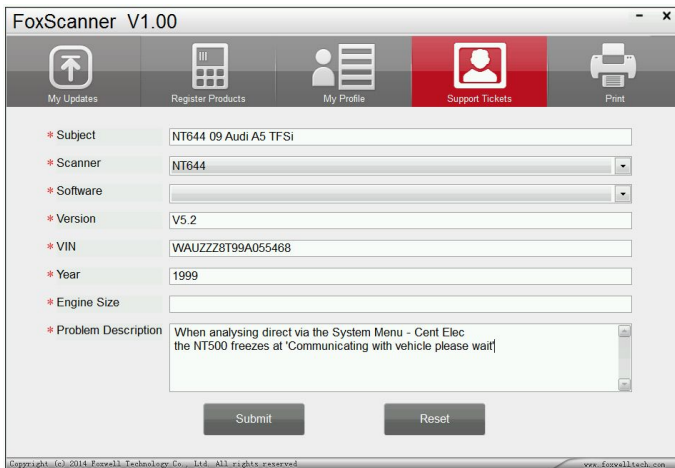 FoxScanner V1.00
My Updates
Register Products
My Profile
Support Tickets
Print
* Subject NT644 09 Audi A5 TFSi
* Scanner NT644
* Software
* Version V5.2
* VIN WAUZZZ8T99A055468
* Year 1999
* Engine Size
* Problem Description When analysing direct via the System Menu - Cent Elec
the NT500 freezes at 'Communicating with vehicle please wait'
Submit
Reset
Copyright (c) 2014 Foxwell Technology Co., Ltd. All rights reserved
www.foxwelltech.com